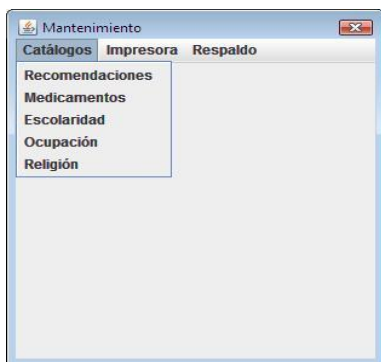 Mantenimiento
Catálogos Impresora Respaldo
Recomendaciones
Medicamentos
Escolaridad
Ocupación
Religión